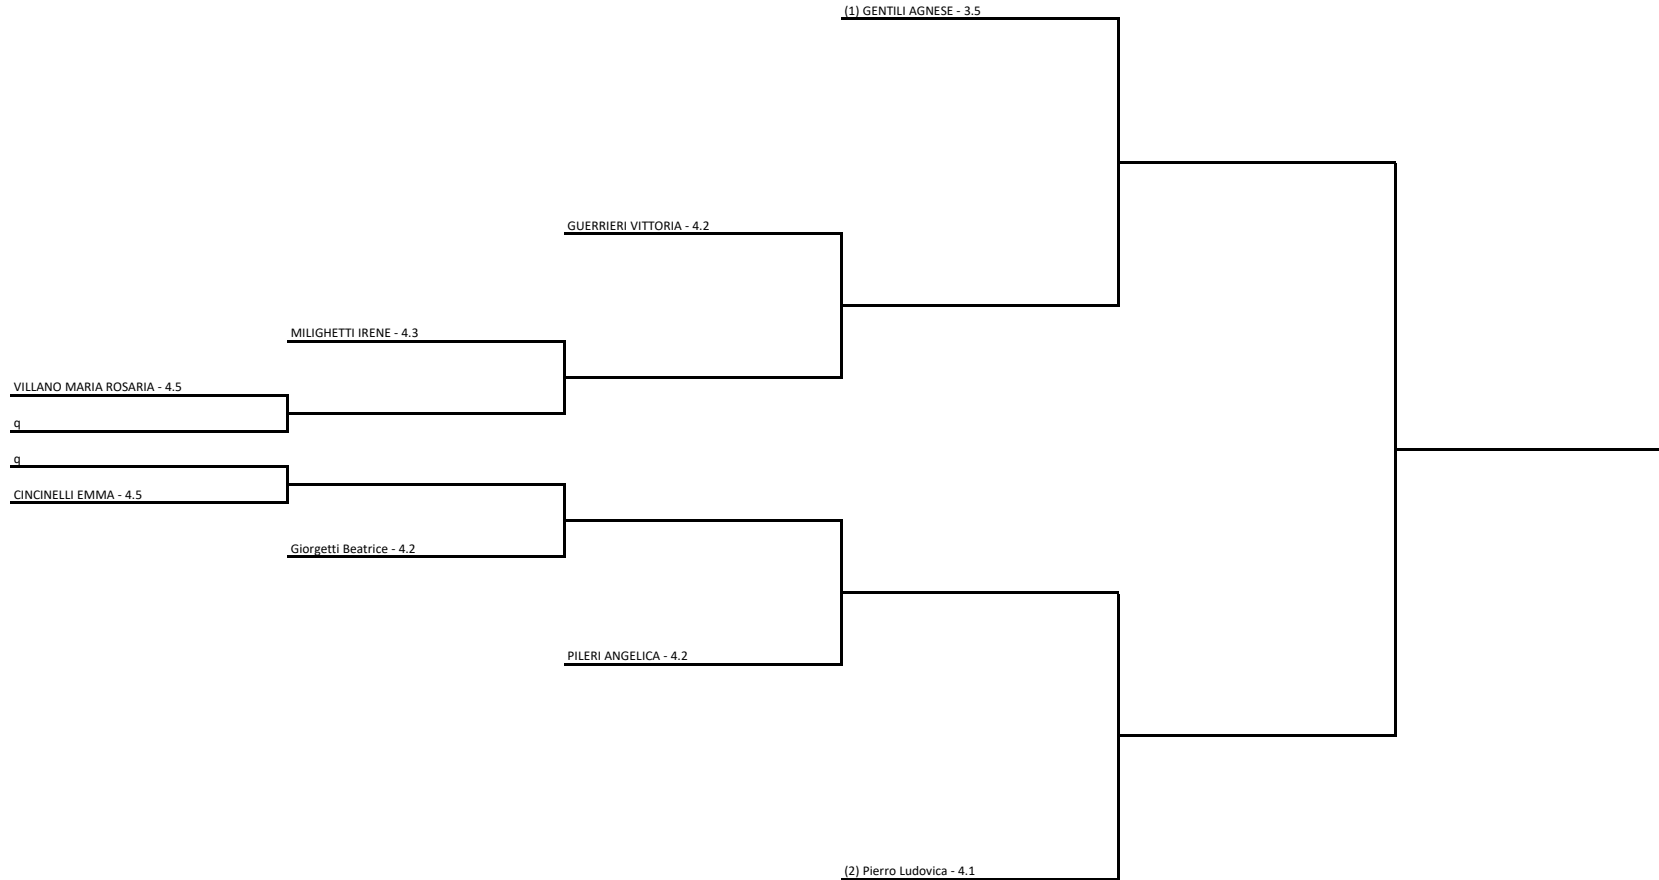 (1) GENTILI AGNESE - 3.5
GUERRIERI VITTORIA - 4.2
MILIGHETTI IRENE - 4.3
VILLANO MARIA ROSARIA - 4.5
q
q
CINCINELLI EMMA - 4.5
Giorgetti Beatrice - 4.2
PILERI ANGELICA - 4.2
(2) Pierro Ludovica - 4.1